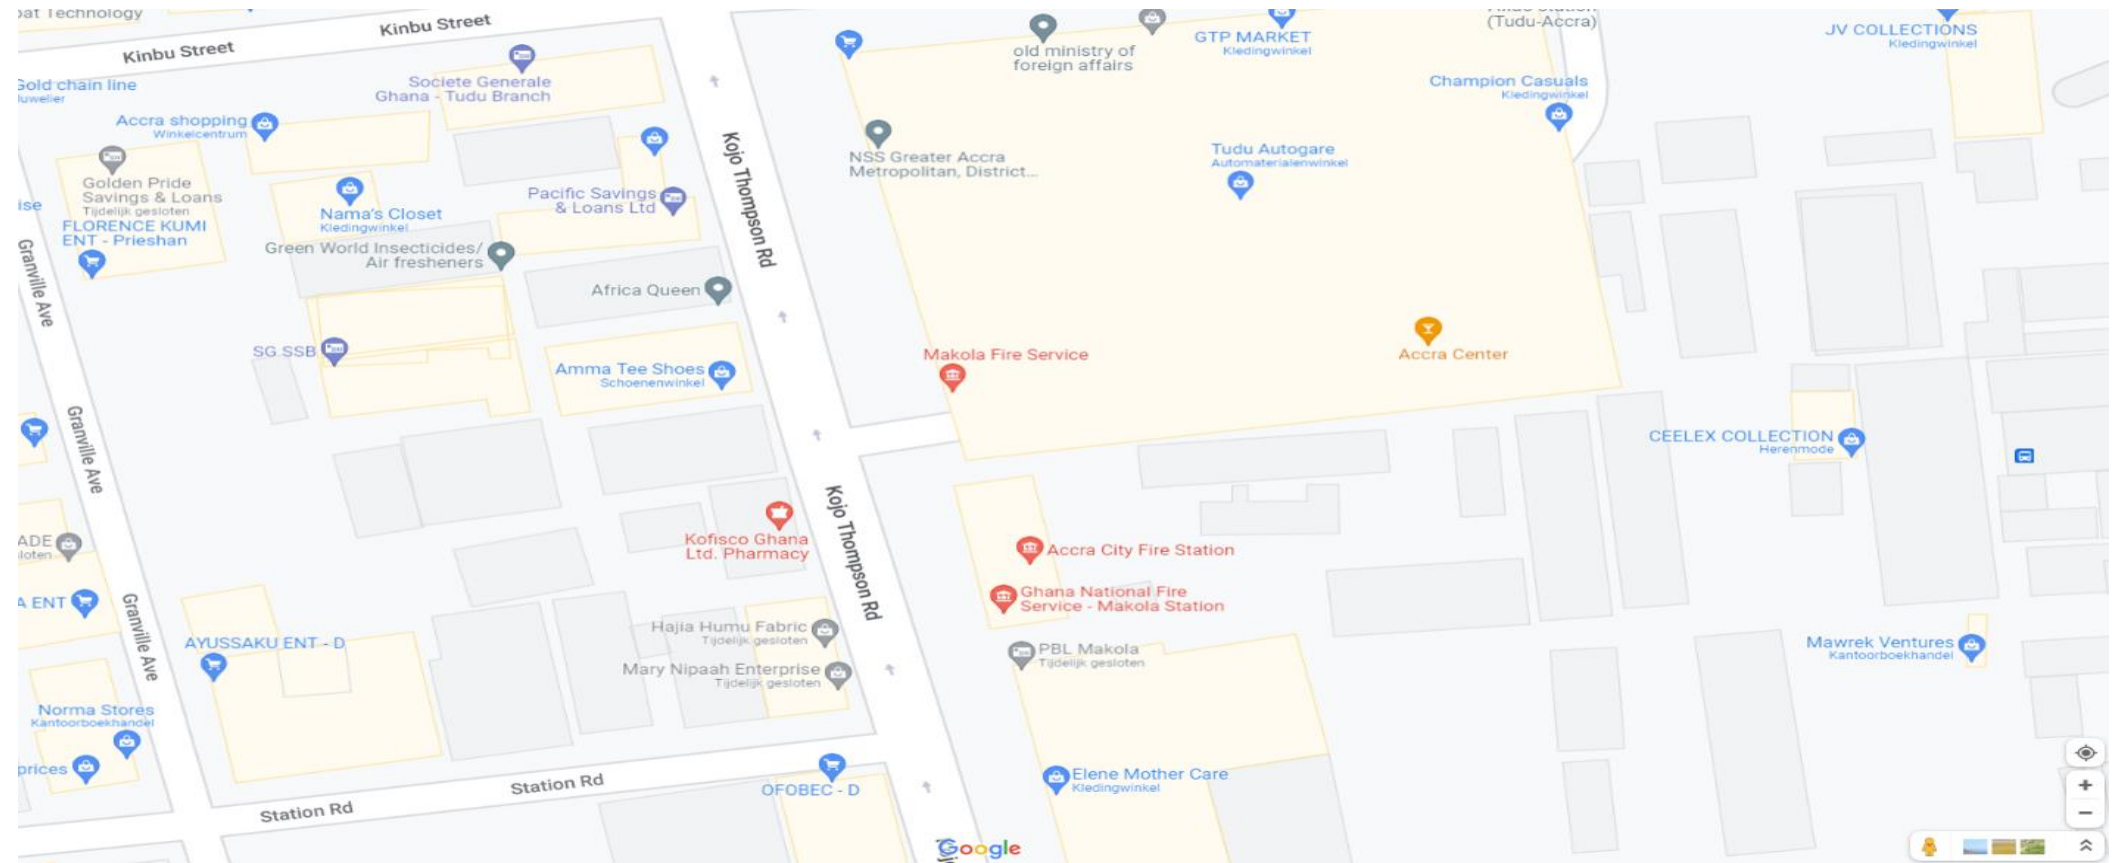 pat Technology
Kinbu Street
Kinbu Street
Societe Generale
Ghana - Tudu Branch
old ministry of
foreign affairs
GTP MARKET
Kledingwinkel
(Tudu-Accra)
JV COLLECTIONS
Kledingwinkel
Gold chain line
Juwelier
Accra shopping
Winkelcentrum
Champion Casuals
Kledingwinkel
Golden Pride
Savings & Loans
Tijdelijk gesloten
FLORENCE KUMI
ENT - Prieshan
ise
Nama's Closet
Kledingwinkel
Pacific Savings
& Loans Ltd
Kojo Thompson Rd
NSS Greater Accra
Metropolitan, District...
Tudu Autogare
Automaterialenwinkel
Green World Insecticides/
Air fresheners
Africa Queen
Granville Ave
SG SSB
Amma Tee Shoes
Schoenenwinkel
Makola Fire Service
Accra Center
Granville Ave
CEELEX COLLECTION
Herenmode
Kofisco Ghana
Ltd. Pharmacy
Kojo Thompson Rd
Accra City Fire Station
ADE
loten
A ENT
Granville Ave
Ghana National Fire
Service - Makola Station
AYUSSAKU ENT - D
Hajia Humu Fabric
Tijdelijk gesloten
PBL Makola
Tijdelijk gesloten
Mary Nipaah Enterprise
Tijdelijk gesloten
Mawrek Ventures
Kantoorboekhandel
Norma Stores
Kantoorboekhandel
prices
Station Rd
Station Rd
OFOBEC - D
Elene Mother Care
Kledingwinkel
Google